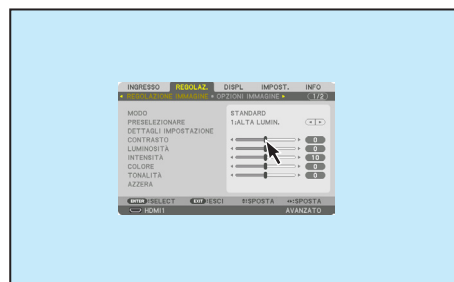 INGRESSO REGOLAZ. DISPL IMPOST. INFO
REGOLAZIONE IMMAGINE • OPZIONI IMMAGINE 1/2
MODO STANDARD
PRESELEZIONARE 1:ALTA LUMIN.
DETTAGLI IMPOSTAZIONE
CONTRASTO 0
LUMINOSITÀ 0
INTENSITÀ 10
COLORE 0
TONALITÀ 0
AZZERA
ENTER :SELECT EXIT :ESCI :SPOSTA :SPOSTA
HDMI1 AVANZATO